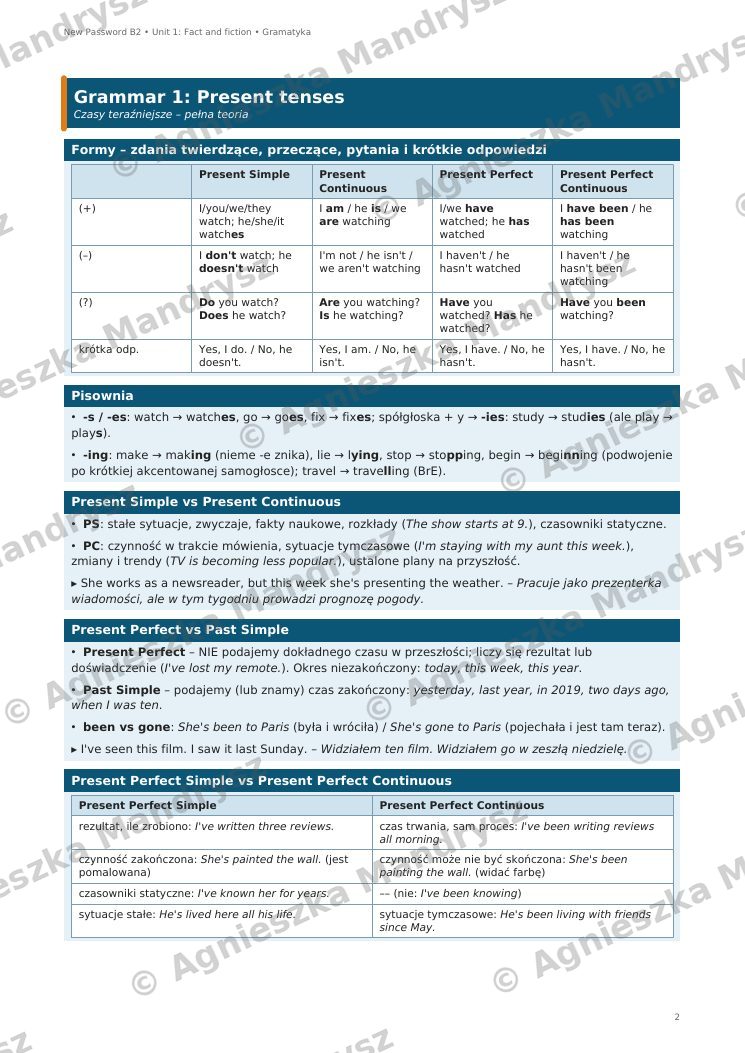 New Password B2 • Unit 1: Fact and fiction • Gramatyka
Grammar 1: Present tenses
Czasy teraźniejsze – pełna teoria
Formy – zdania twierdzące, przeczące, pytania i krótkie odpowiedzi
Present Simple
Present Continuous
Present Perfect
Present Perfect Continuous
(+)
I/you/we/they watch; he/she/it watches
I am / he is / we are watching
I/we have watched; he has watched
I have been / he has been watching
(–)
I don't watch; he doesn't watch
I'm not / he isn't / we aren't watching
I haven't / he hasn't watched
I haven't / he hasn't been watching
(?)
Do you watch? Does he watch?
Are you watching? Is he watching?
Have you watched? Has he watched?
Have you been watching?
krótka odp.
Yes, I do. / No, he doesn't.
Yes, I am. / No, he isn't.
Yes, I have. / No, he hasn't.
Yes, I have. / No, he hasn't.
Pisownia
• -s / -es: watch → watches, go → goes, fix → fixes; spółgłoska + y → -ies: study → studies (ale play →
plays).
• -ing: make → making (nieme -e znika), lie → lying, stop → stopping, begin → beginning (podwojenie
po krótkiej akcentowanej samogłosce); travel → travelling (BrE).
Present Simple vs Present Continuous
• PS: stałe sytuacje, zwyczaje, fakty naukowe, rozkłady (The show starts at 9.), czasowniki statyczne.
• PC: czynność w trakcie mówienia, sytuacje tymczasowe (I'm staying with my aunt this week.),
zmiany i trendy (TV is becoming less popular.), ustalone plany na przyszłość.
▸ She works as a newsreader, but this week she's presenting the weather. – Pracuje jako prezenterka
wiadomości, ale w tym tygodniu prowadzi prognozę pogody.
Present Perfect vs Past Simple
• Present Perfect – NIE podajemy dokładnego czasu w przeszłości; liczy się rezultat lub
doświadczenie (I've lost my remote.). Okres niezakończony: today, this week, this year.
• Past Simple – podajemy (lub znamy) czas zakończony: yesterday, last year, in 2019, two days ago,
when I was ten.
• been vs gone: She's been to Paris (była i wróciła) / She's gone to Paris (pojechała i jest tam teraz).
▸ I've seen this film. I saw it last Sunday. – Widziałem ten film. Widziałem go w zeszłą niedzielę.
Present Perfect Simple vs Present Perfect Continuous
Present Perfect Simple
Present Perfect Continuous
rezultat, ile zrobiono: I've written three reviews.
czas trwania, sam proces: I've been writing reviews all morning.
czynność zakończona: She's painted the wall. (jest pomalowana)
czynność może nie być skończona: She's been painting the wall. (widać farbę)
czasowniki statyczne: I've known her for years.
–– (nie: I've been knowing)
sytuacje stałe: He's lived here all his life.
sytuacje tymczasowe: He's been living with friends since May.
2
© Agnieszka Mandrysz